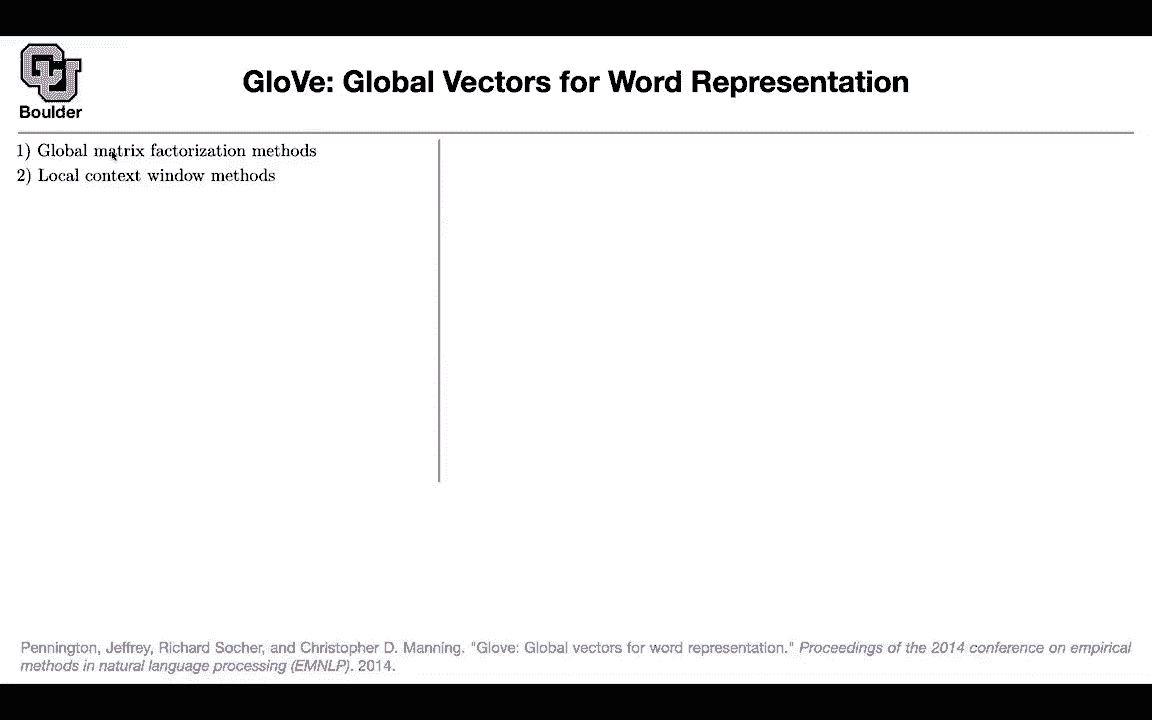 GloVe: Global Vectors for Word Representation
CU
Boulder
1) Global matrix factorization methods
2) Local context window methods
Pennington, Jeffrey, Richard Socher, and Christopher D. Manning. "Glove: Global vectors for word representation." Proceedings of the 2014 conference on empirical
methods in natural language processing (EMNLP). 2014.